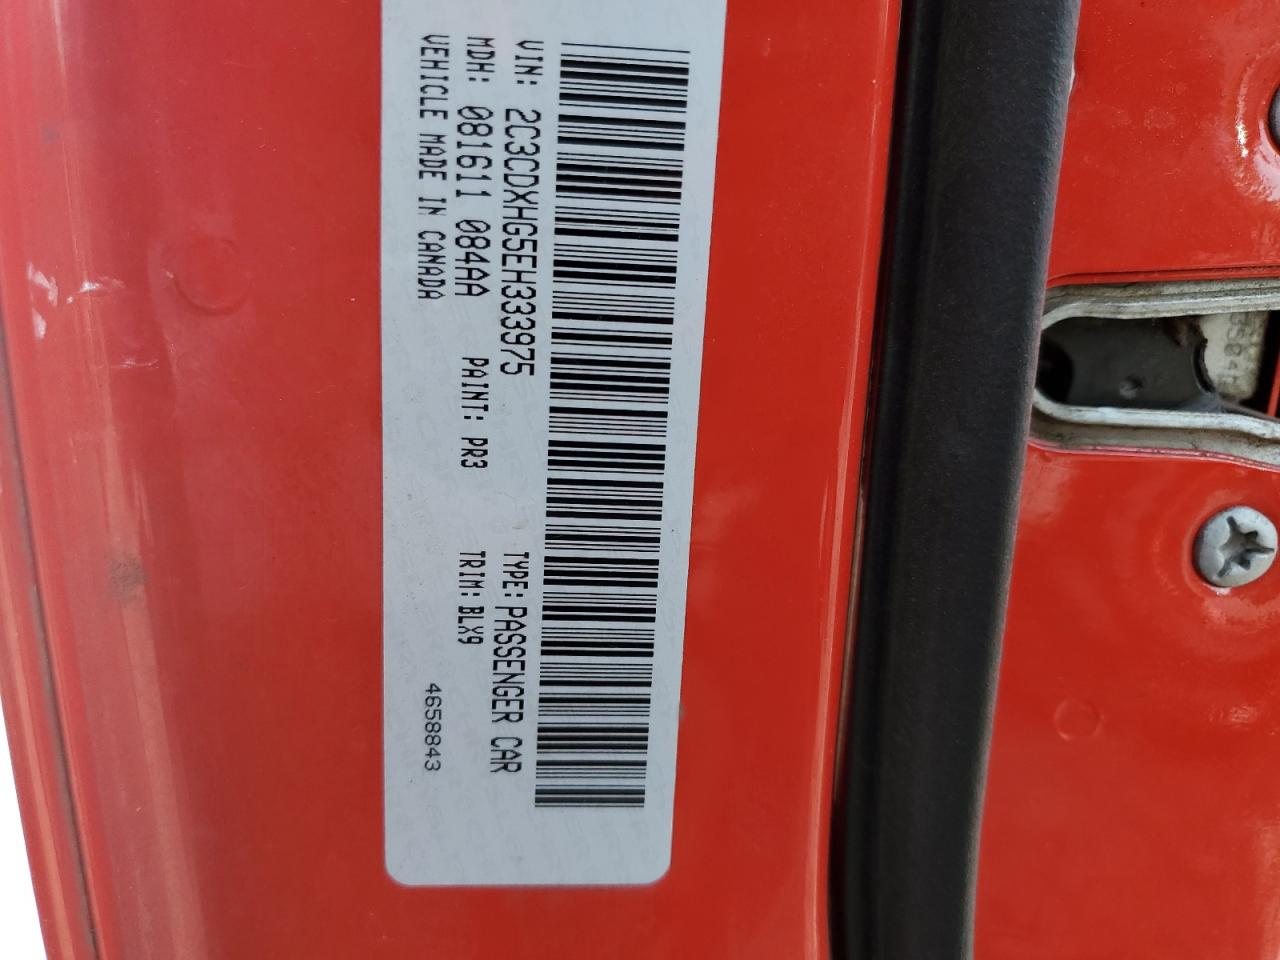 VIN: 2C3CDXHG5EH333975 TYPE: PASSENGER CAR
MDH: 081611 084AA PAINT: PR3 TRIM: BLX9
VEHICLE MADE IN CANADA 4658843